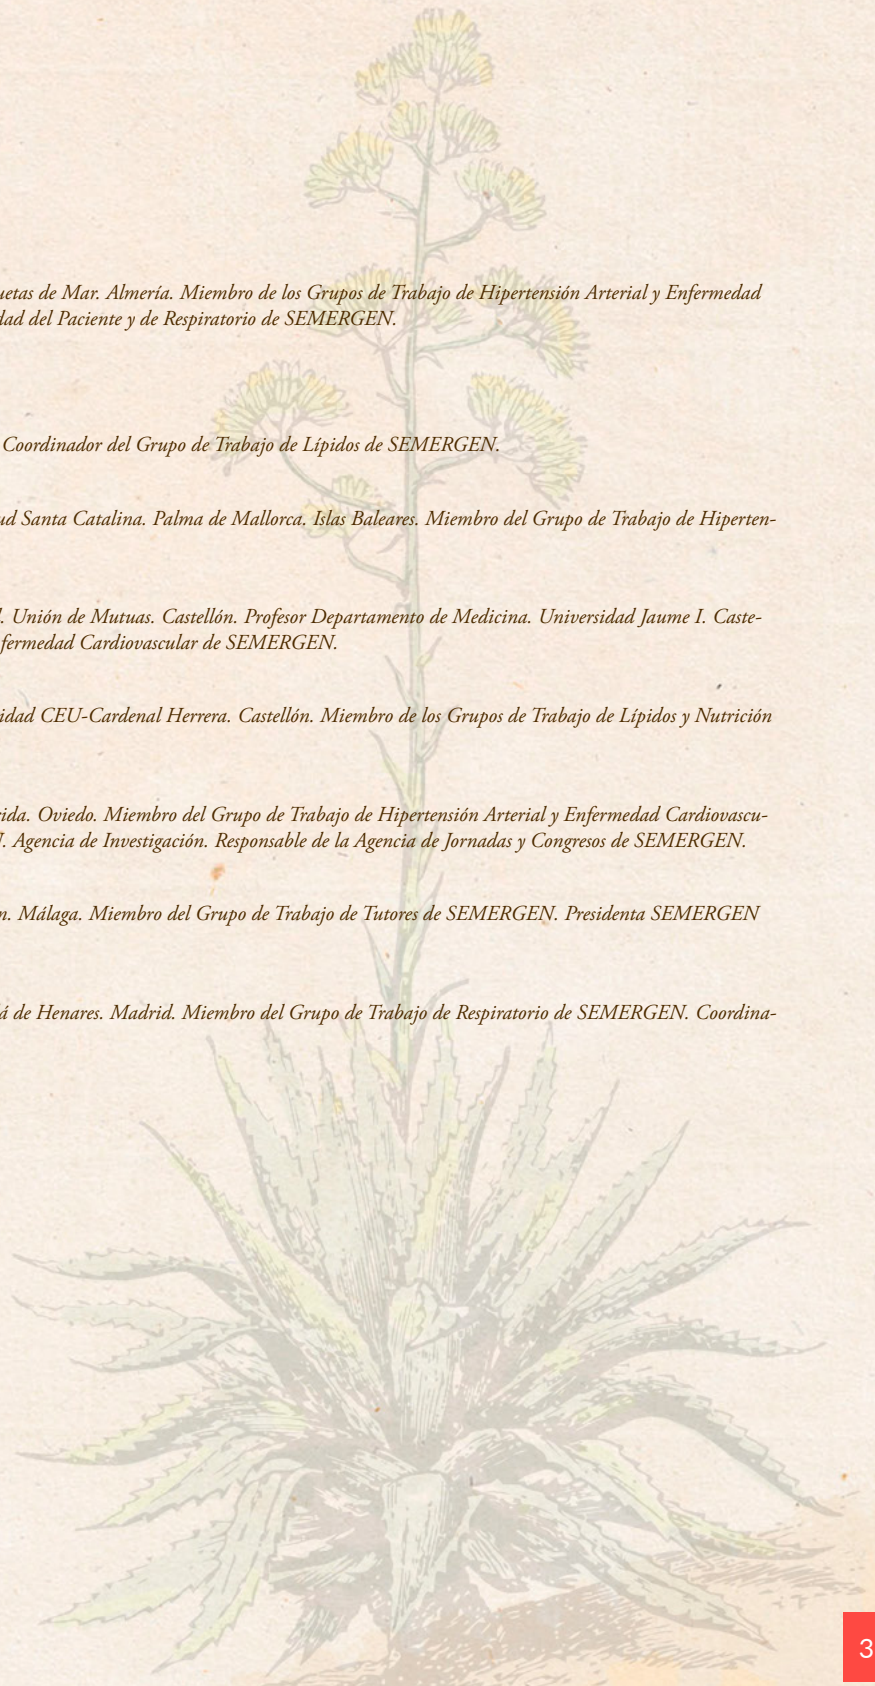 uetas de Mar. Almería. Miembro de los Grupos de Trabajo de Hipertensión Arterial y Enfermedad
dad del Paciente y de Respiratorio de SEMERGEN.
Coordinador del Grupo de Trabajo de Lípidos de SEMERGEN.
ud Santa Catalina. Palma de Mallorca. Islas Baleares. Miembro del Grupo de Trabajo de Hiperten-
l. Unión de Mutuas. Castellón. Profesor Departamento de Medicina. Universidad Jaume I. Caste-
fermedad Cardiovascular de SEMERGEN.
idad CEU-Cardenal Herrera. Castellón. Miembro de los Grupos de Trabajo de Lípidos y Nutrición
rida. Oviedo. Miembro del Grupo de Trabajo de Hipertensión Arterial y Enfermedad Cardiovascu-
. Agencia de Investigación. Responsable de la Agencia de Jornadas y Congresos de SEMERGEN.
n. Málaga. Miembro del Grupo de Trabajo de Tutores de SEMERGEN. Presidenta SEMERGEN
á de Henares. Madrid. Miembro del Grupo de Trabajo de Respiratorio de SEMERGEN. Coordina-
3